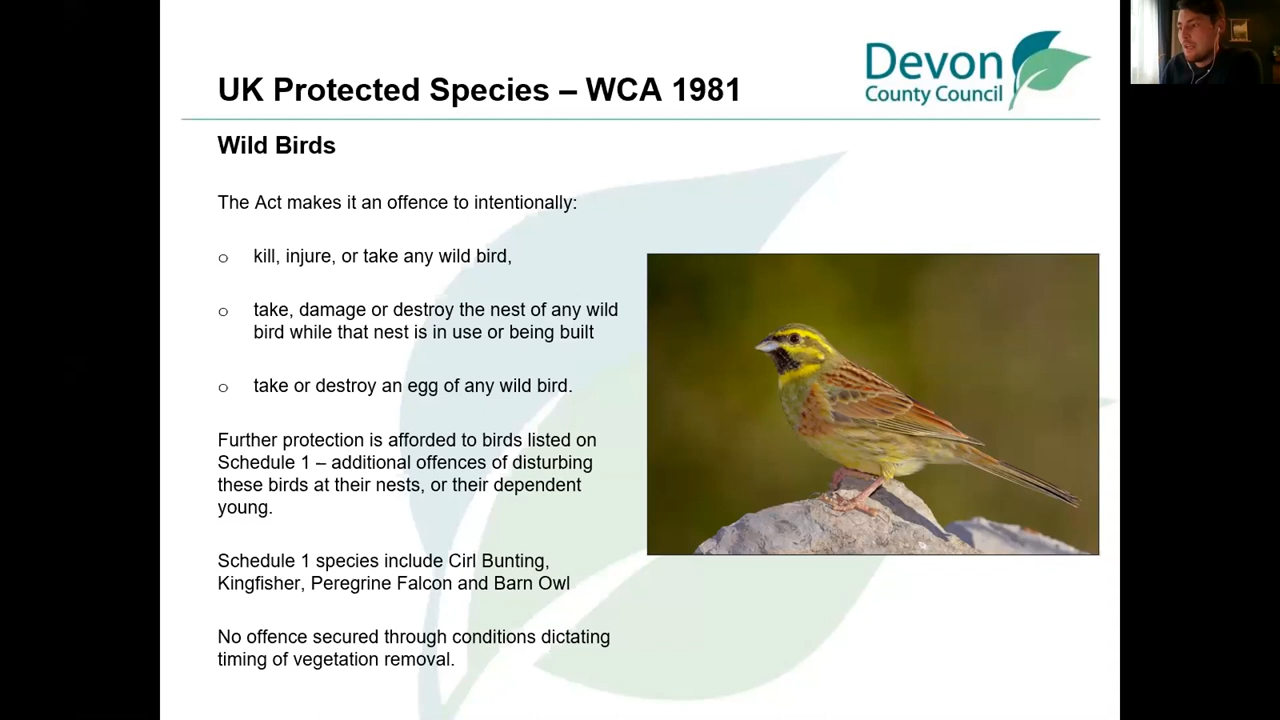 Devon
County Council
UK Protected Species – WCA 1981
Wild Birds
The Act makes it an offence to intentionally:
o kill, injure, or take any wild bird,
o take, damage or destroy the nest of any wild
bird while that nest is in use or being built
o take or destroy an egg of any wild bird.
Further protection is afforded to birds listed on
Schedule 1 – additional offences of disturbing
these birds at their nests, or their dependent
young.
Schedule 1 species include Cirl Bunting,
Kingfisher, Peregrine Falcon and Barn Owl
No offence secured through conditions dictating
timing of vegetation removal.